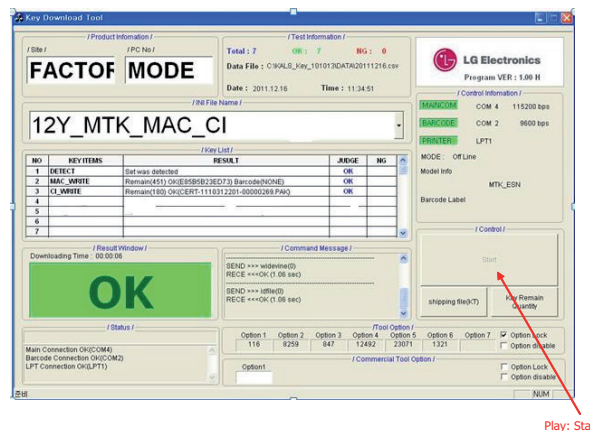 Key Download Tool
/ Product Infomation /
/ Site /
/ PC No /
FACTOR
MODE
/ Test Information /
Total : 7
OK : 7
NG : 0
Data File : C:\KALS_Key_101013\DATA\20111216.csv
Date : 2011.12.16
Time : 11:34:51
LG Electronics
Program VER : 1.00 H
/ INI File Name /
12Y_MTK_MAC_CI
/ Control Infomation /
MAINCOM COM 4 115200 bps
BARCODE COM 2 9600 bps
PRINTER LPT1
MODE : Off Line
Model Info
MTK_ESN
Barcode Label
/ Key List /
NO KEY ITEMS RESULT JUDGE NG
1 DETECT Set was detected OK
2 MAC_WRITE Remain(451) OK(E85B5B23ED73) Barcode(NONE) OK
3 CI_WRITE Remain(180) OK(CERT-1110312201-00000269.PAK) OK
4
5
6
7
/ Result Window /
Downloading Time : 00:00:06
OK
/ Command Message /
SEND >>> widevine(0)
RECE <<<OK (1.06 sec)
SEND >>> idfile(0)
RECE <<<OK (1.06 sec)
/ Control /
Start
shipping file(KT)
Key Remain
Quantity
/ Status /
Main Connection OK(COM4)
Barcode Connection OK(COM2)
LPT Connection OK(LPT1)
/Tool Option /
Option 1 Option 2 Option 3 Option 4 Option 5 Option 6 Option 7
116 8259 847 12492 23071 1321
Option Lock
Option disable
/ Commercial Tool Option /
Option1
Option Lock
Option disable
준비
NUM
Play: Sta